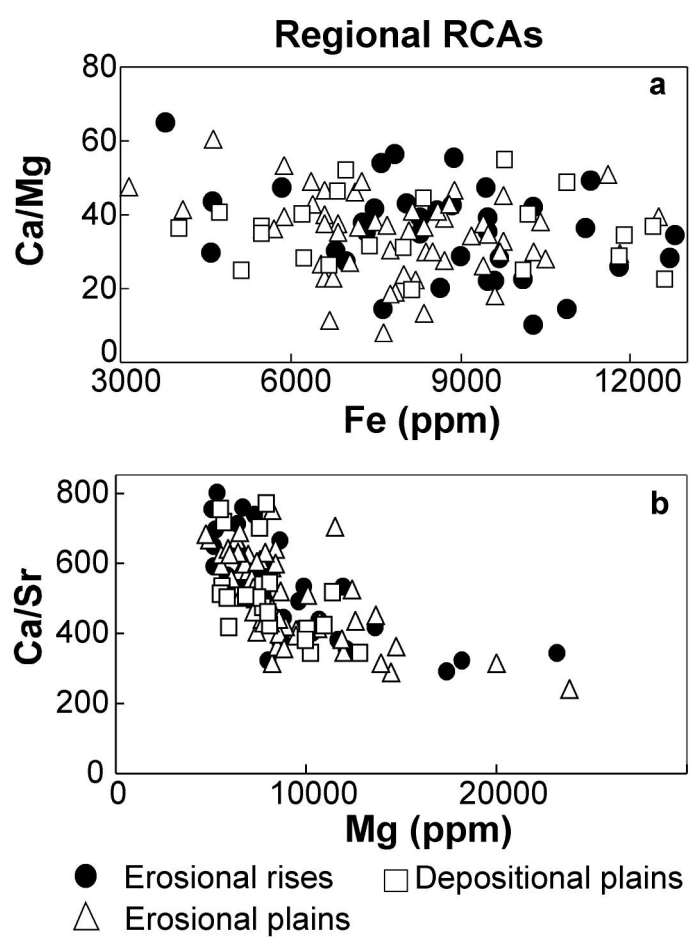 Regional RCAs
80
a
60
Ca/Mg
40
20
0
3000 6000 9000 12000
Fe (ppm)
800
b
600
Ca/Sr
400
200
0
0 10000 20000
Mg (ppm)
Erosional rises Depositional plains
Erosional plains